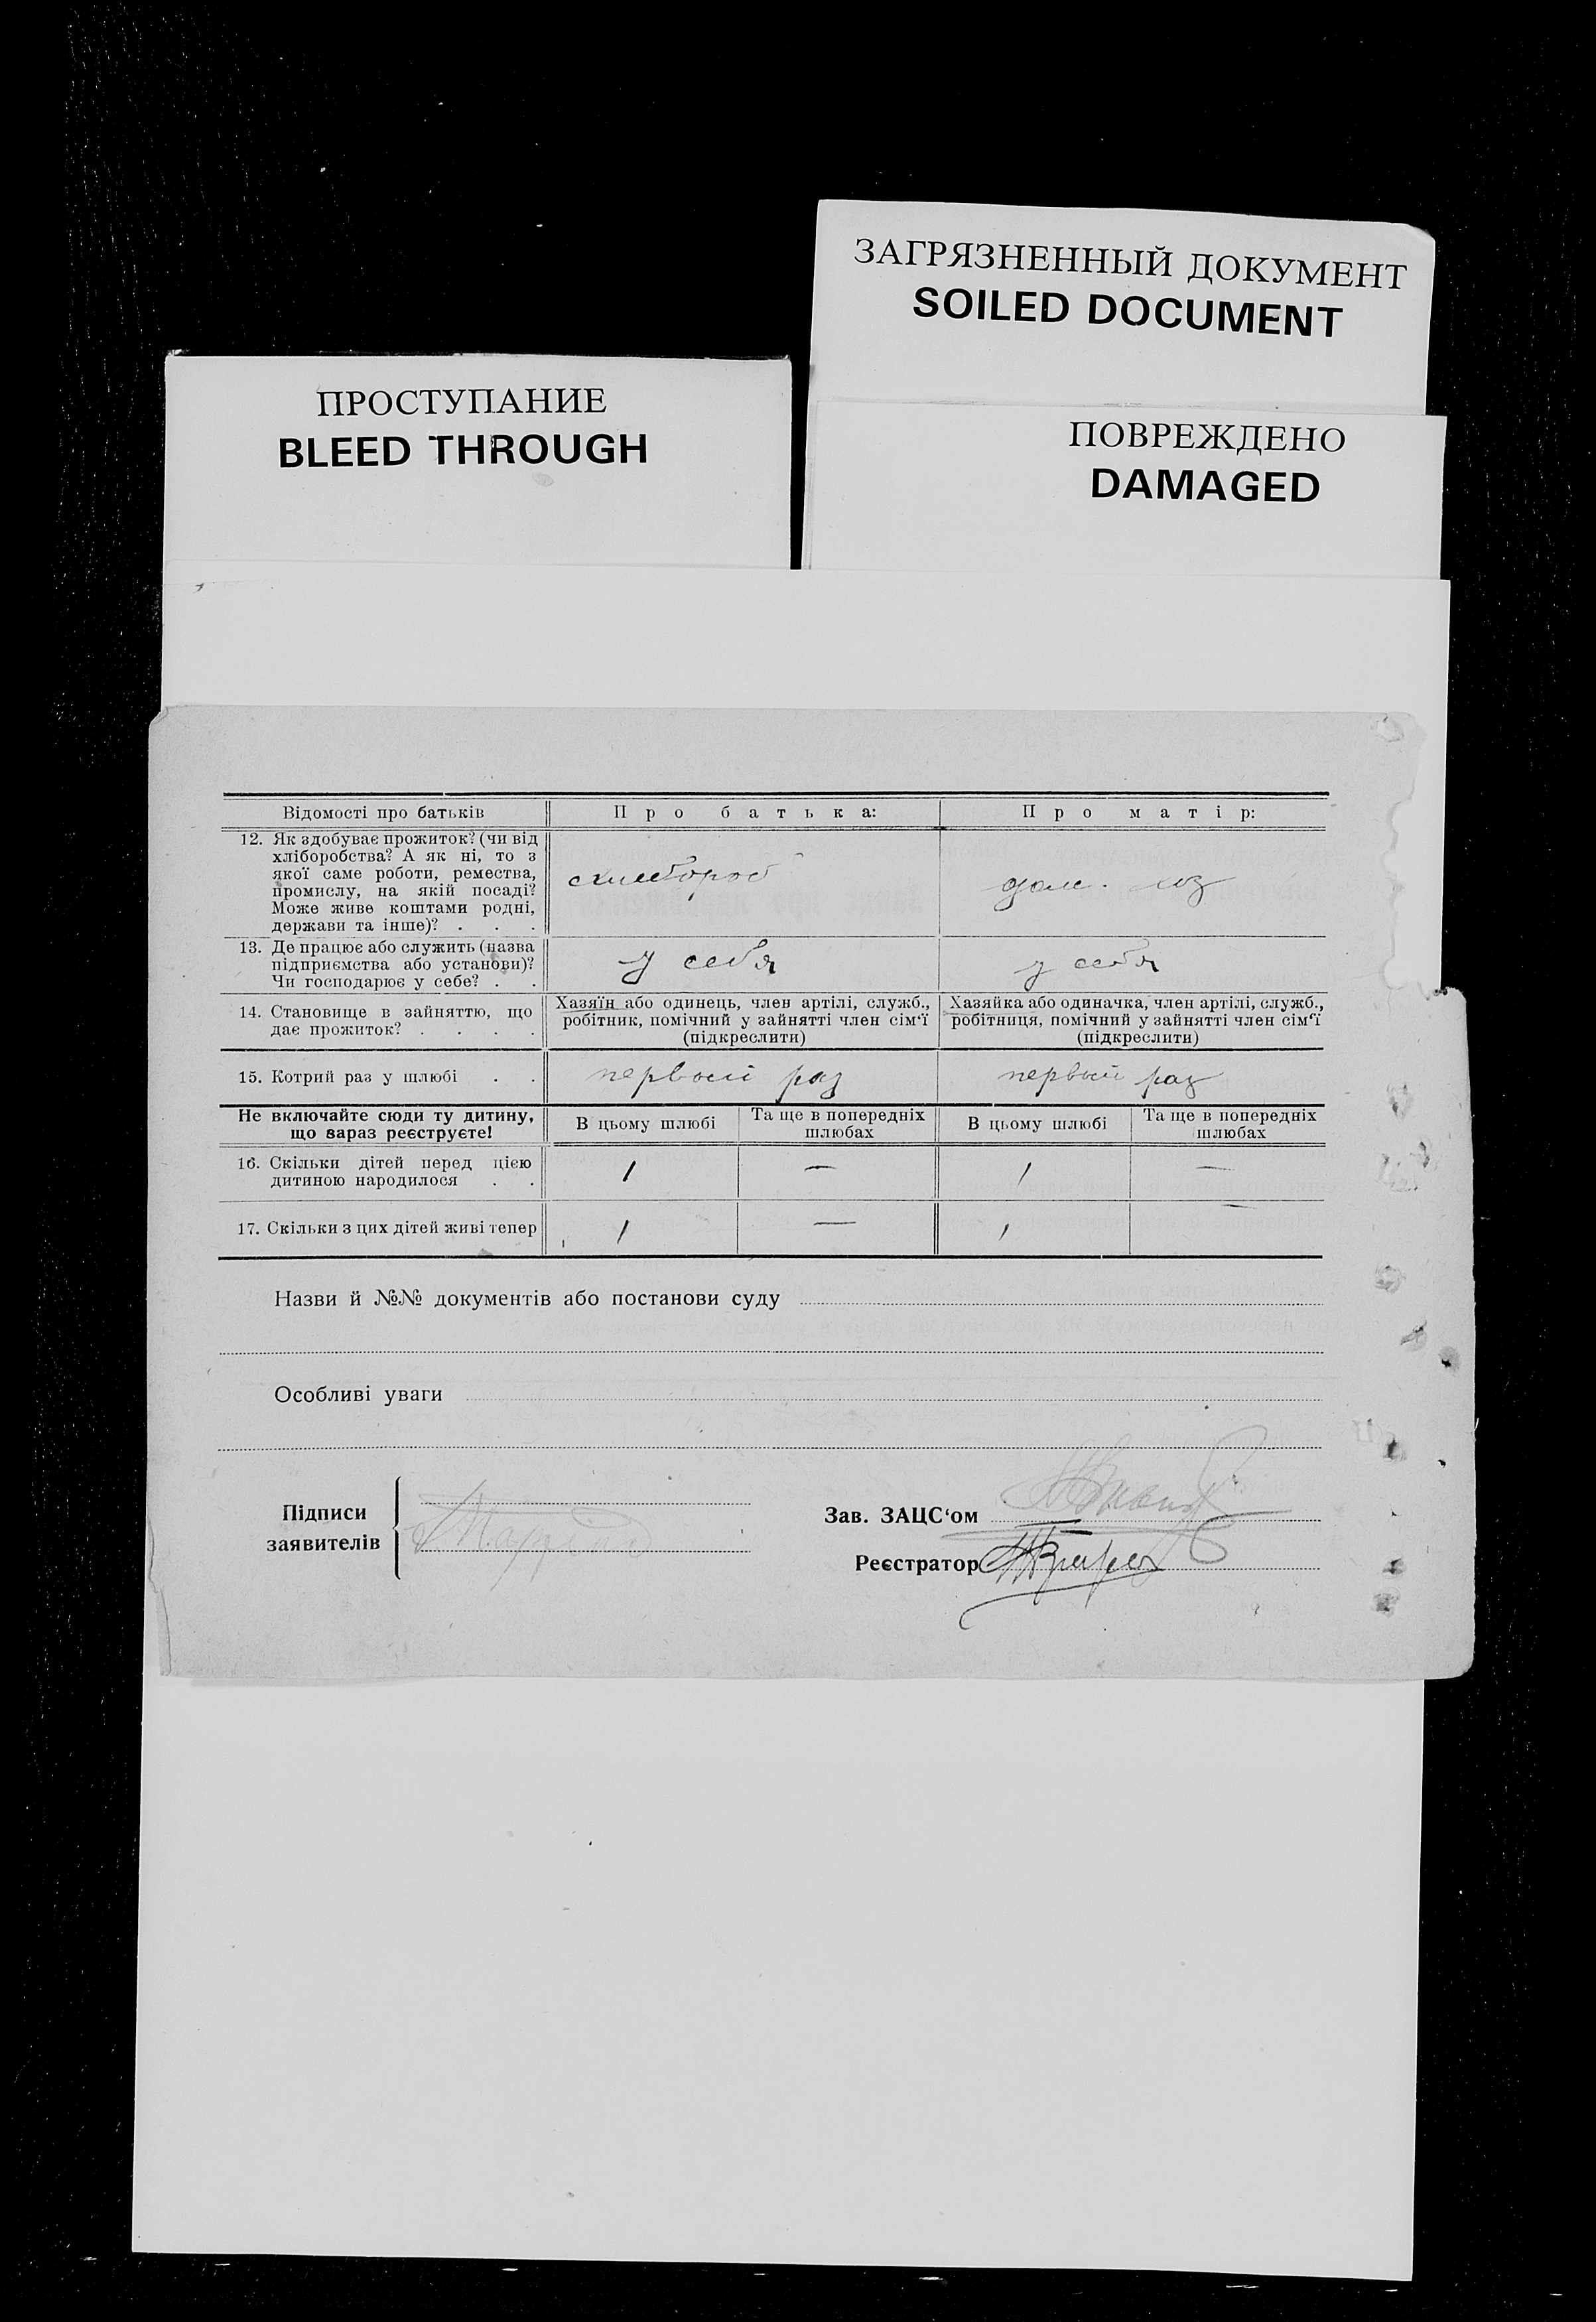 ЗАГРЯЗНЕННЫЙ ДОКУМЕНТ
SOILED DOCUMENT
ПРОСТУПАНИЕ
BLEED THROUGH
ПОВРЕЖДЕНО
DAMAGED
Відомості про батьків
Про батька:
Про матір:
12. Як здобуває прожиток? (чи від
хліборобства? А як ні, то з
якої саме роботи, ремества,
промислу, на якій посаді?
Може живе коштами родні,
держави та інше)? . . .
дом. хоз
13. Де працює або служить (назва
підприємства або установи)?
Чи господарює у себе? . .
у себя
у себя
14. Становище в зайняттю, що
дає прожиток? . . . .
Хазяїн або одинець, член артілі, служб.,
робітник, помічний у зайнятті член сім'ї
(підкреслити)
Хазяйка або одиначка, член артілі, служб.,
робітниця, помічний у зайнятті член сім'ї
(підкреслити)
15. Котрий раз у шлюбі . .
первый раз
первый раз
Не включайте сюди ту дитину,
що вараз реєструєте!
В цьому шлюбі
Та ще в попередніх
шлюбах
В цьому шлюбі
Та ще в попередніх
шлюбах
16. Скільки дітей перед цією
дитиною народилося . .
1
—
1
—
17. Скільки з цих дітей живі тепер
1
—
1
—
Назви й №№ документів або постанови суду
Особливі уваги
Підписи
заявителів
Зав. ЗАЦС'ом
Реєстратор